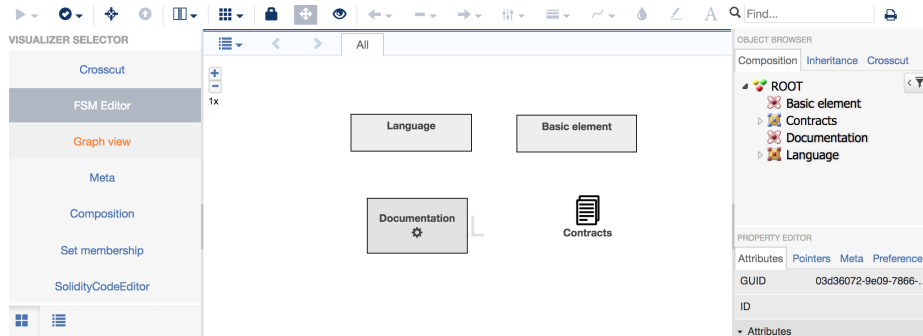 A
Find...
VISUALIZER SELECTOR
Crosscut
FSM Editor
Graph view
Meta
Composition
Set membership
SolidityCodeEditor
All
1x
Language
Basic element
Documentation
Contracts
OBJECT BROWSER
Composition Inheritance Crosscut
ROOT
Basic element
Contracts
Documentation
Language
PROPERTY EDITOR
Attributes Pointers Meta Preference
GUID 03d36072-9e09-7866-...
ID
Attributes